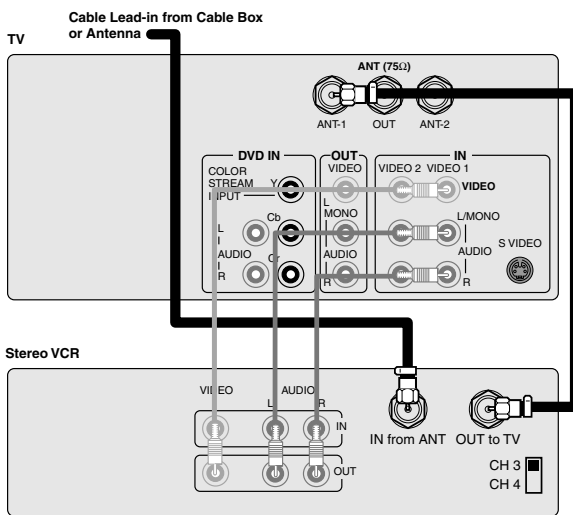 Cable Lead-in from Cable Box
or Antenna
TV
ANT (75Ω)
ANT-1 OUT ANT-2
DVD IN OUT IN
COLOR
STREAM
INPUT
Y
VIDEO
VIDEO 2 VIDEO 1
VIDEO
L
MONO
L/MONO
Cb
L
AUDIO
R
Cr
AUDIO
R
AUDIO
R
S VIDEO
Stereo VCR
VIDEO AUDIO
L R
IN
OUT
IN from ANT OUT to TV
CH 3
CH 4